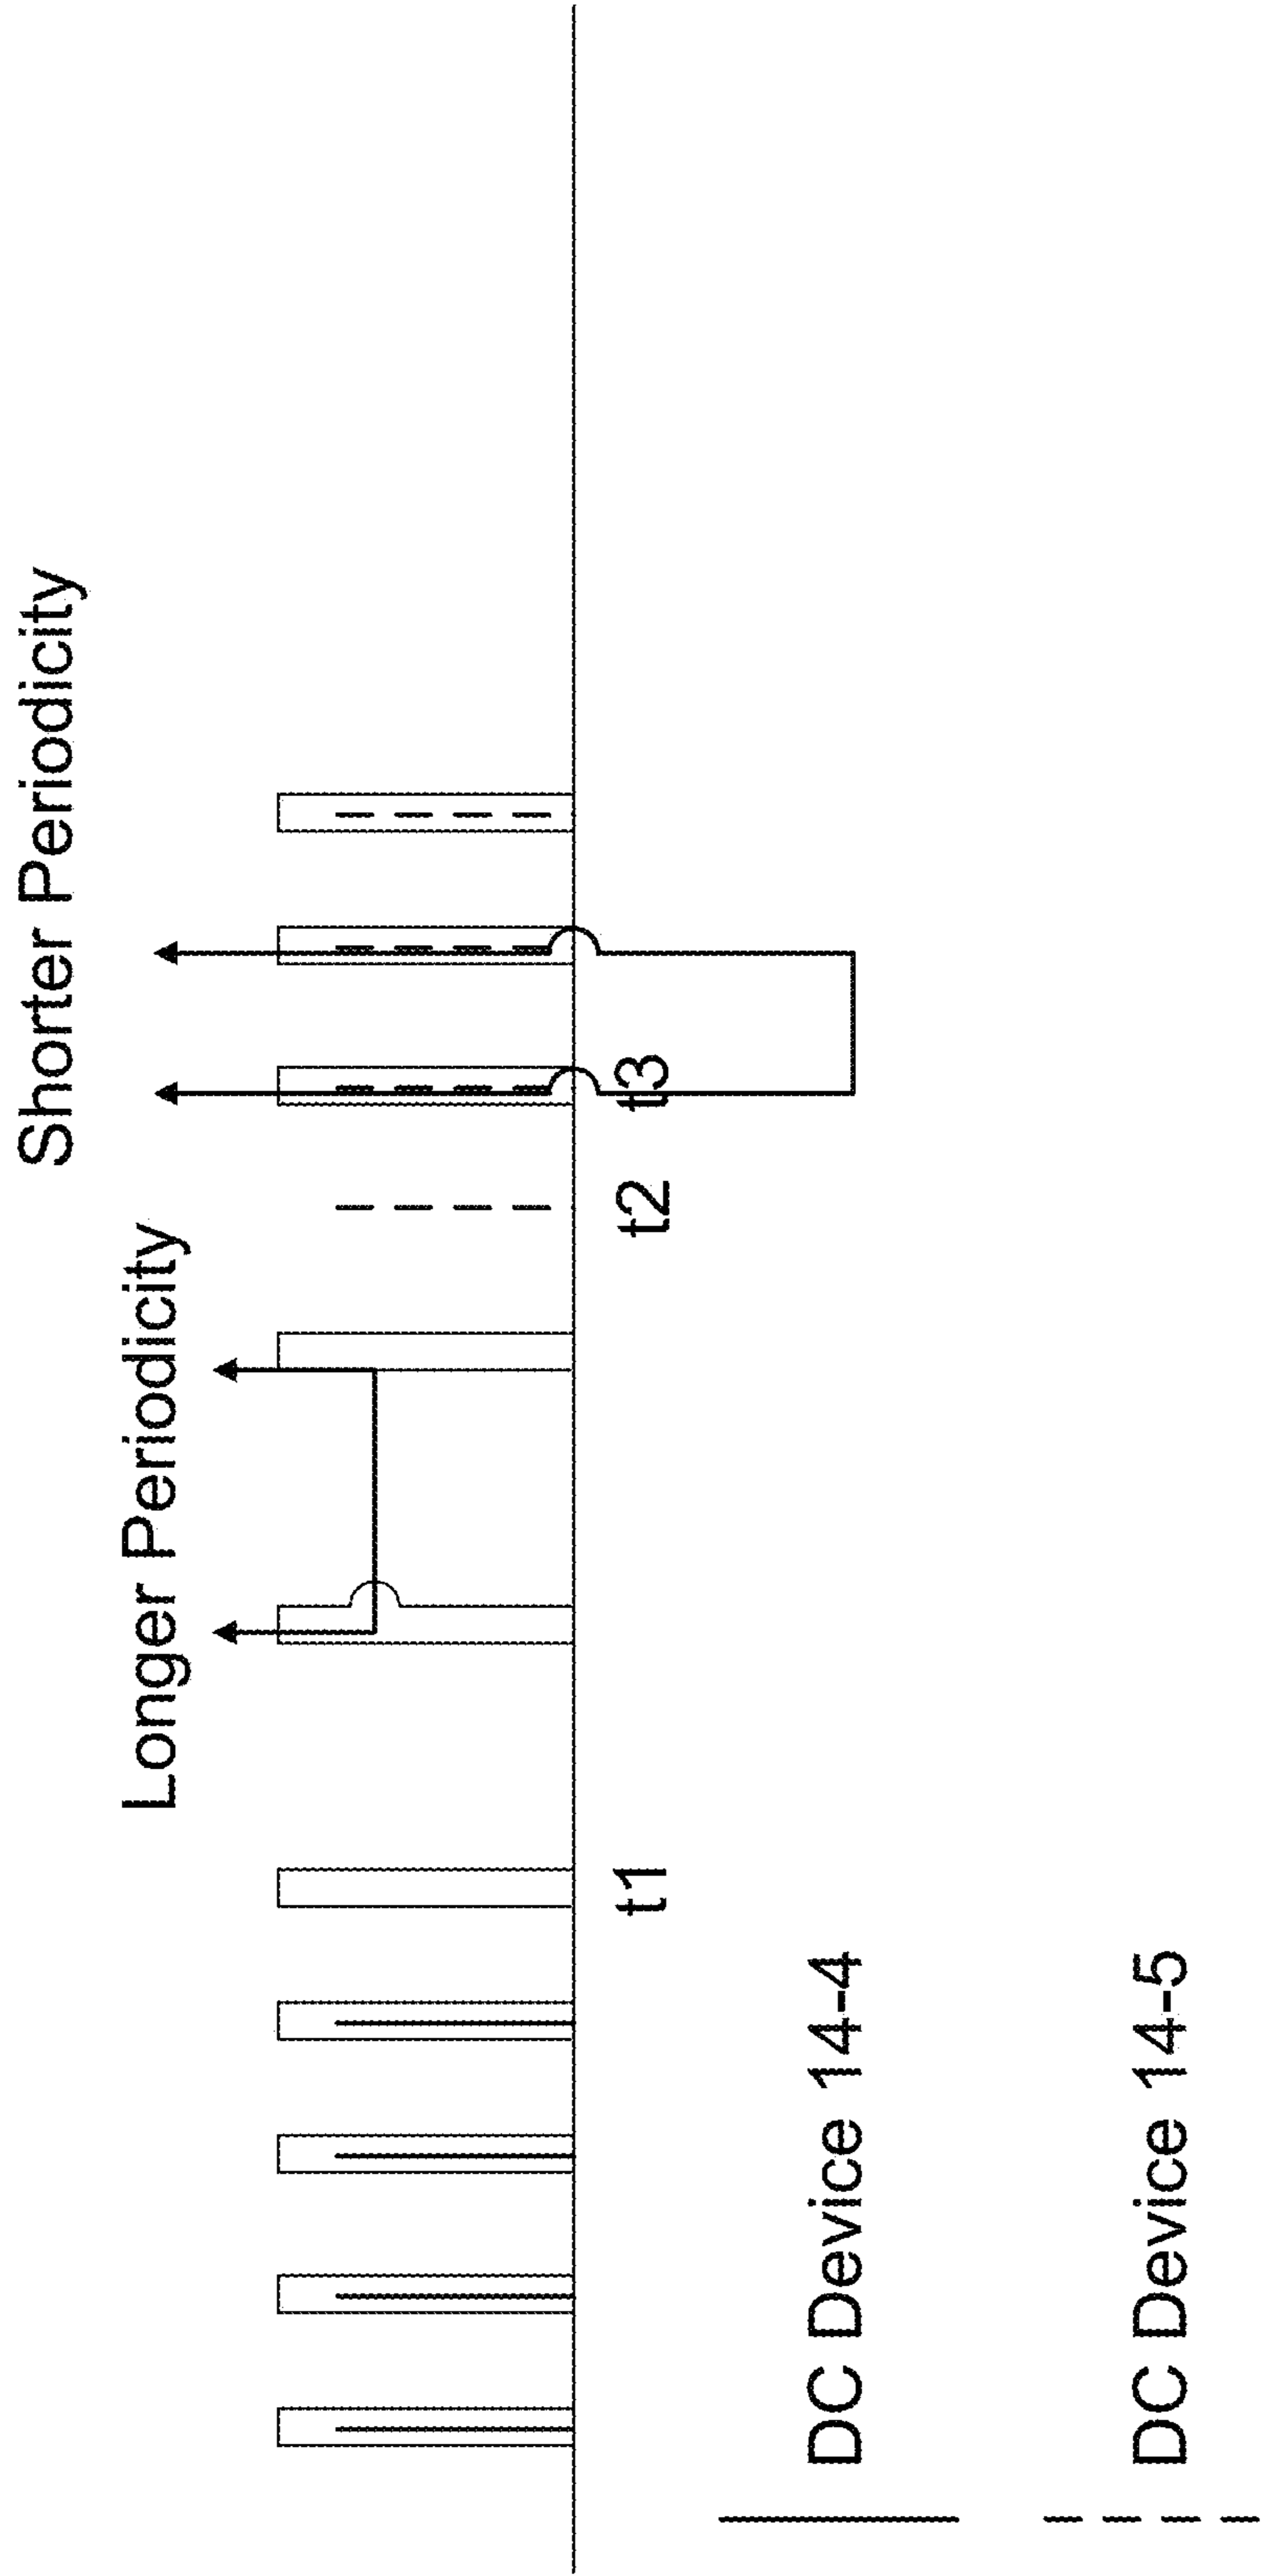 Shorter Periodicity
Longer Periodicity
t1
t2
t3
DC Device 14-4
DC Device 14-5